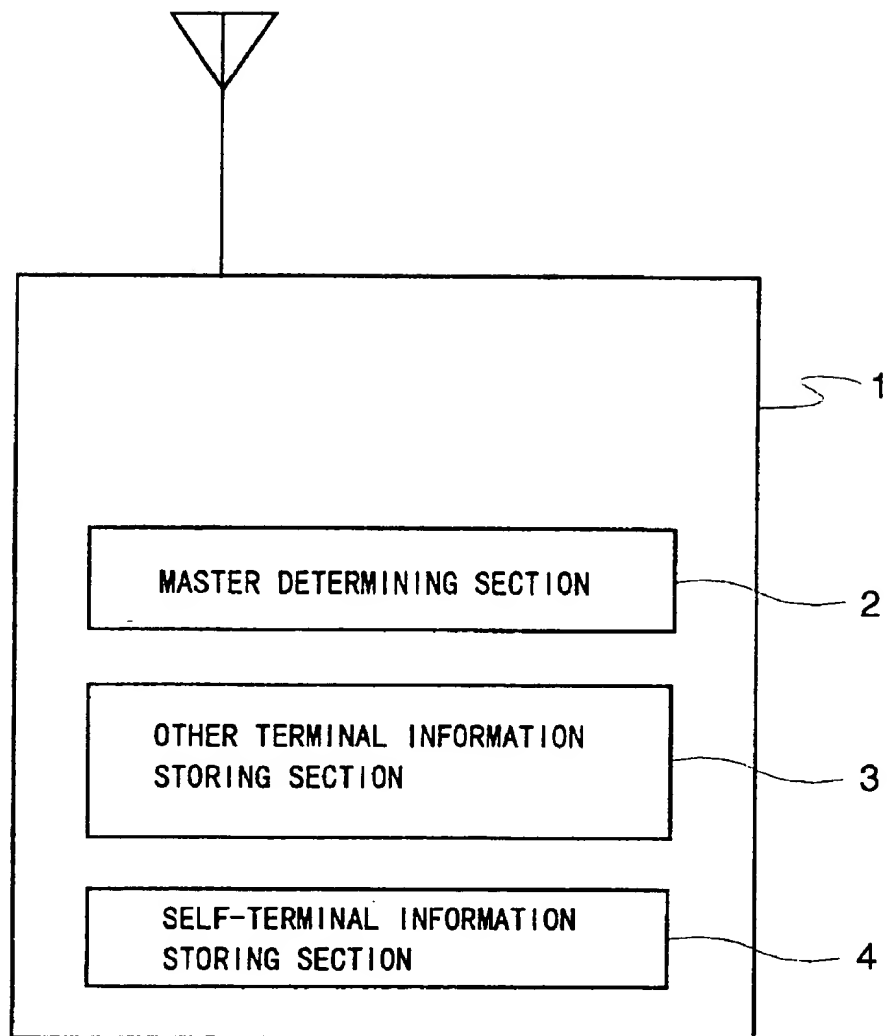 1
MASTER DETERMINING SECTION
2
OTHER TERMINAL INFORMATION
STORING SECTION
3
SELF-TERMINAL INFORMATION
STORING SECTION
4